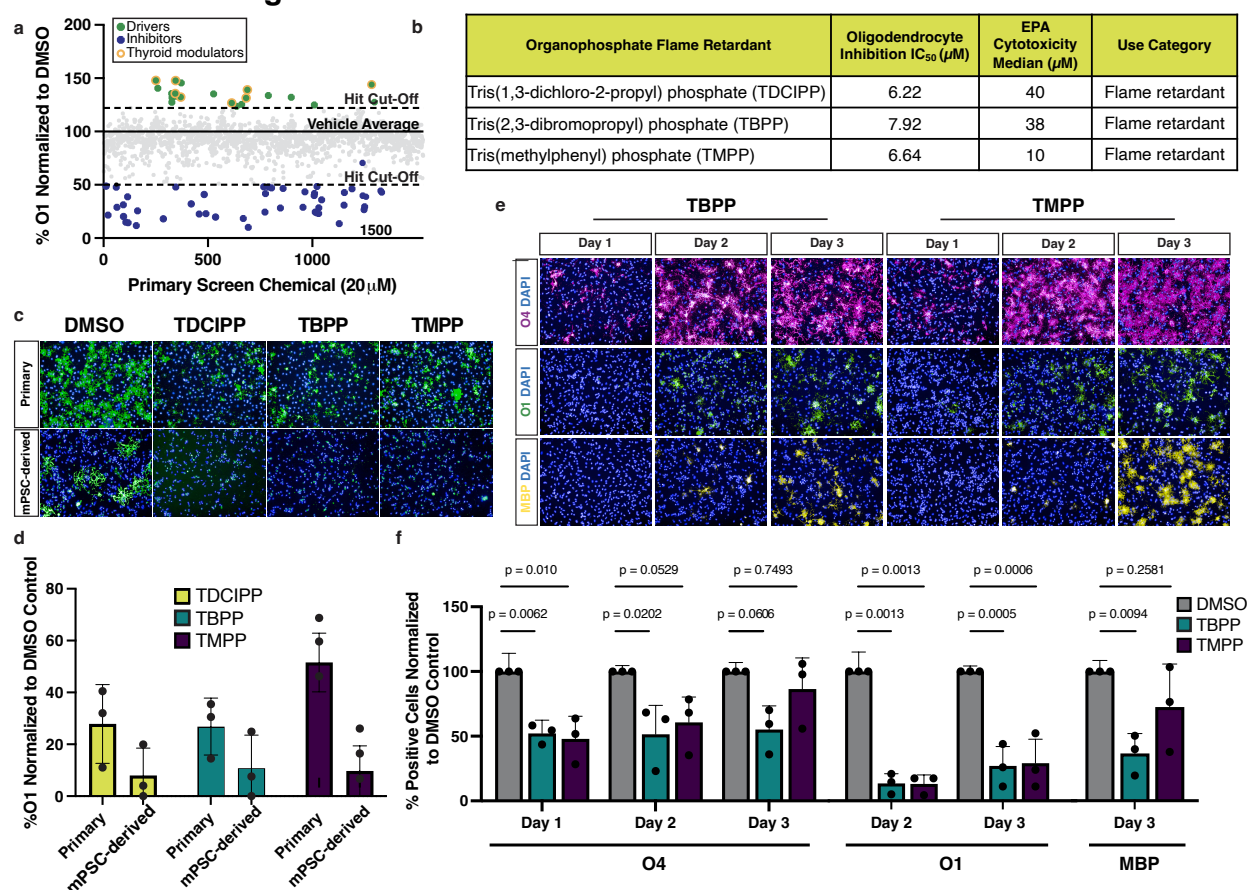 a
b
200
150
100
50
0
% O1 Normalized to DMSO
Drivers
Inhibitors
Thyroid modulators
Hit Cut-Off
Vehicle Average
Hit Cut-Off
1500
0
500
1000
Primary Screen Chemical (20μM)
Organophosphate Flame Retardant
Oligodendrocyte
Inhibition IC50 (μM)
EPA
Cytotoxicity
Median (μM)
Use Category
Tris(1,3-dichloro-2-propyl) phosphate (TDCIPP) 6.22 40 Flame retardant
Tris(2,3-dibromopropyl) phosphate (TBPP) 7.92 38 Flame retardant
Tris(methylphenyl) phosphate (TMPP) 6.64 10 Flame retardant
c
DMSO TDCIPP TBPP TMPP
Primary
mPSC-derived
e
TBPP TMPP
Day 1 Day 2 Day 3 Day 1 Day 2 Day 3
O4 DAPI
O1 DAPI
MBP DAPI
d
%O1 Normalized to DMSO Control
80
60
40
20
0
TDCIPP
TBPP
TMPP
Primary
mPSC-derived
Primary
mPSC-derived
Primary
mPSC-derived
f
% Positive Cells Normalized
to DMSO Control
150
100
50
0
p = 0.010 p = 0.0529 p = 0.7493 p = 0.0013 p = 0.0006 p = 0.2581
p = 0.0062 p = 0.0202 p = 0.0606 p = 0.0013 p = 0.0005 p = 0.0094
DMSO
TBPP
TMPP
Day 1 Day 2 Day 3 Day 2 Day 3 Day 3
O4 O1 MBP